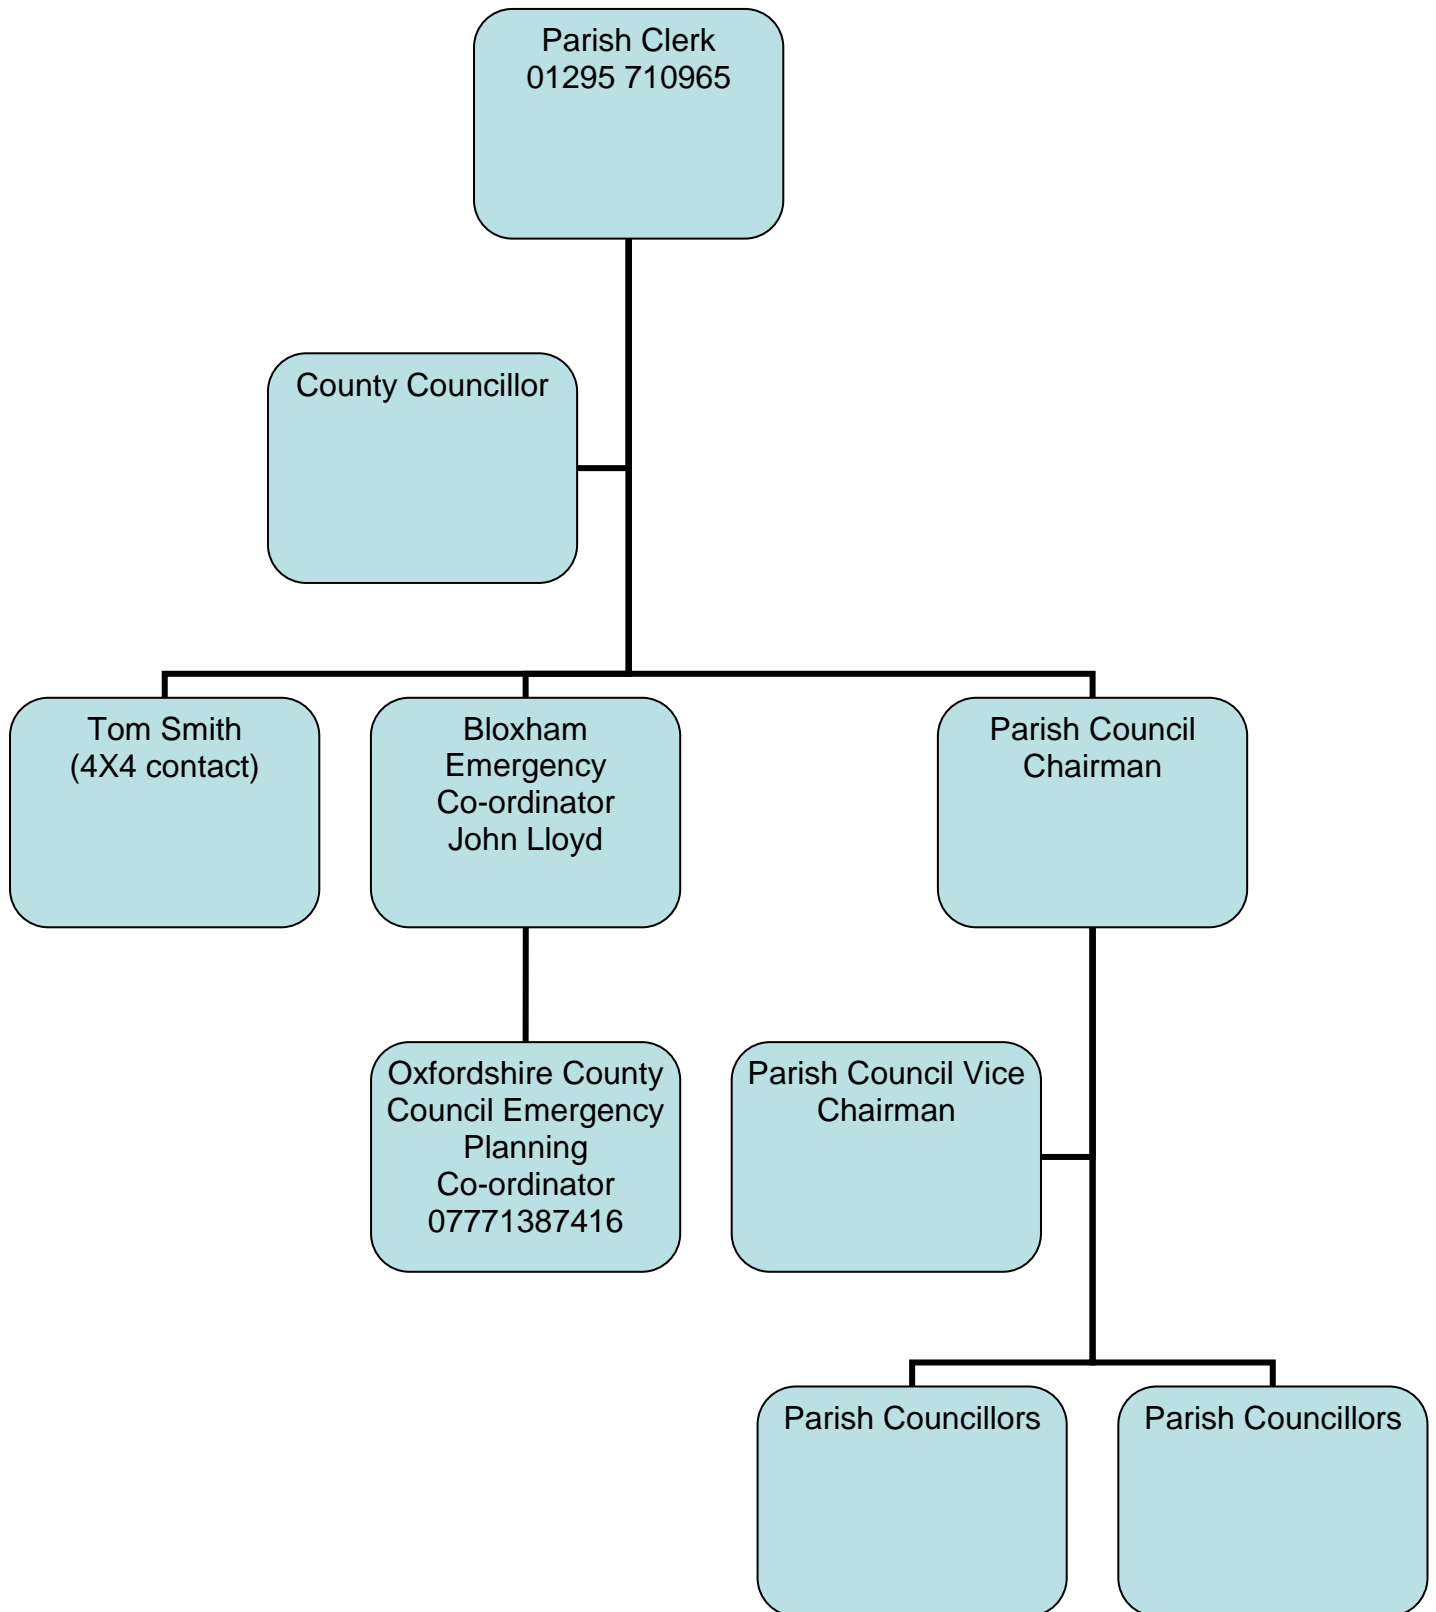 Parish Clerk
01295 710965
County Councillor
Tom Smith
(4X4 contact)
Bloxham
Emergency
Co-ordinator
John Lloyd
Parish Council
Chairman
Oxfordshire County
Council Emergency
Planning
Co-ordinator
07771387416
Parish Council Vice
Chairman
Parish Councillors
Parish Councillors